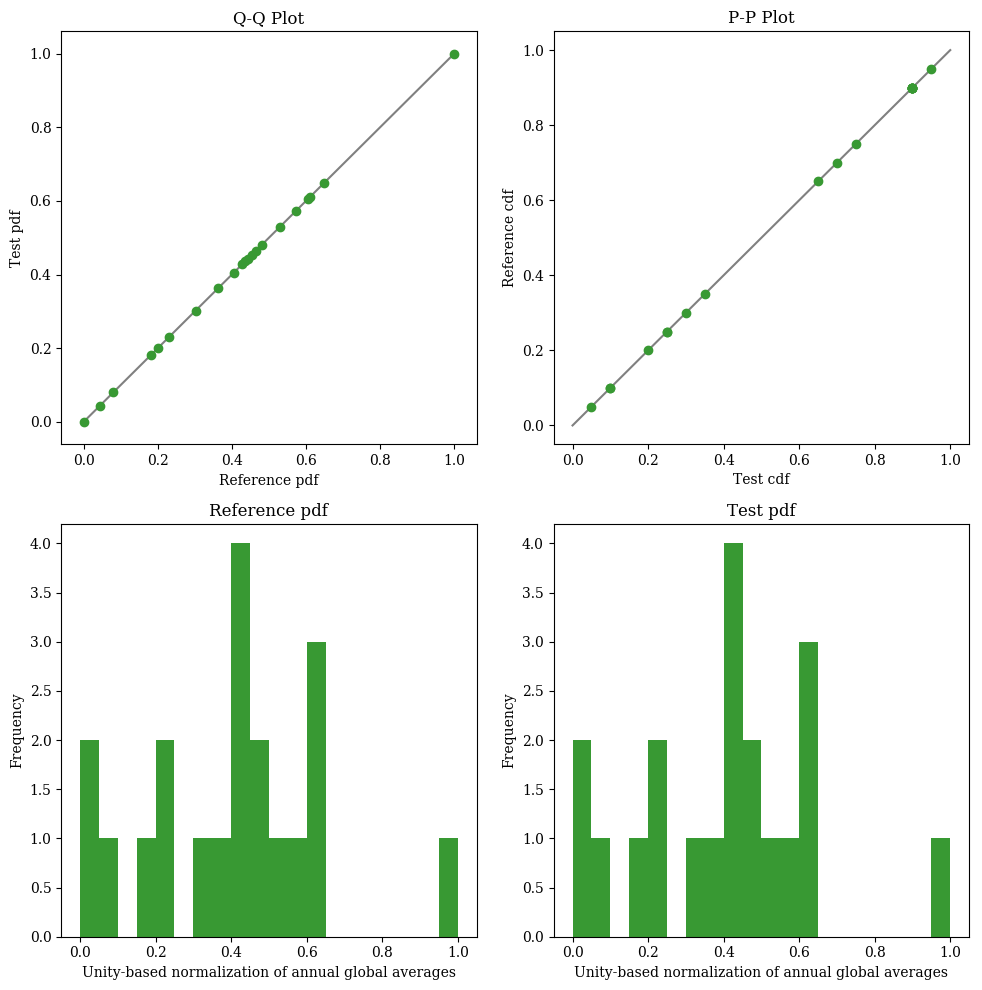 Q-Q Plot
1.0
0.8
0.6
0.4
0.2
0.0
Test pdf
0.0 0.2 0.4 0.6 0.8 1.0
Reference pdf
P-P Plot
1.0
0.8
0.6
0.4
0.2
0.0
Reference cdf
0.0 0.2 0.4 0.6 0.8 1.0
Test cdf
Reference pdf
4.0
3.5
3.0
2.5
2.0
1.5
1.0
0.5
0.0
Frequency
0.0 0.2 0.4 0.6 0.8 1.0
Unity-based normalization of annual global averages
Test pdf
4.0
3.5
3.0
2.5
2.0
1.5
1.0
0.5
0.0
Frequency
0.0 0.2 0.4 0.6 0.8 1.0
Unity-based normalization of annual global averages